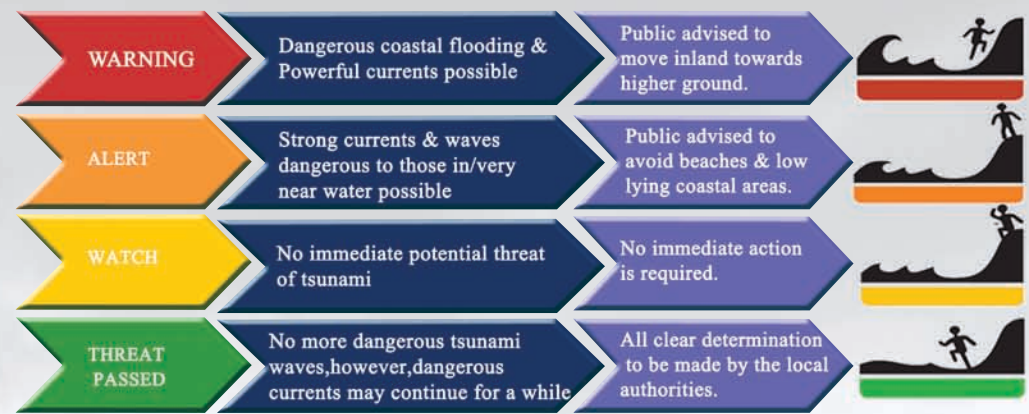 WARNING
Dangerous coastal flooding &
Powerful currents possible
Public advised to
move inland towards
higher ground.
ALERT
Strong currents & waves
dangerous to those in/very
near water possible
Public advised to
avoid beaches & low
lying coastal areas.
WATCH
No immediate potential threat
of tsunami
No immediate action
is required.
THREAT
PASSED
No more dangerous tsunami
waves,however,dangerous
currents may continue for a while
All clear determination
to be made by the local
authorities.